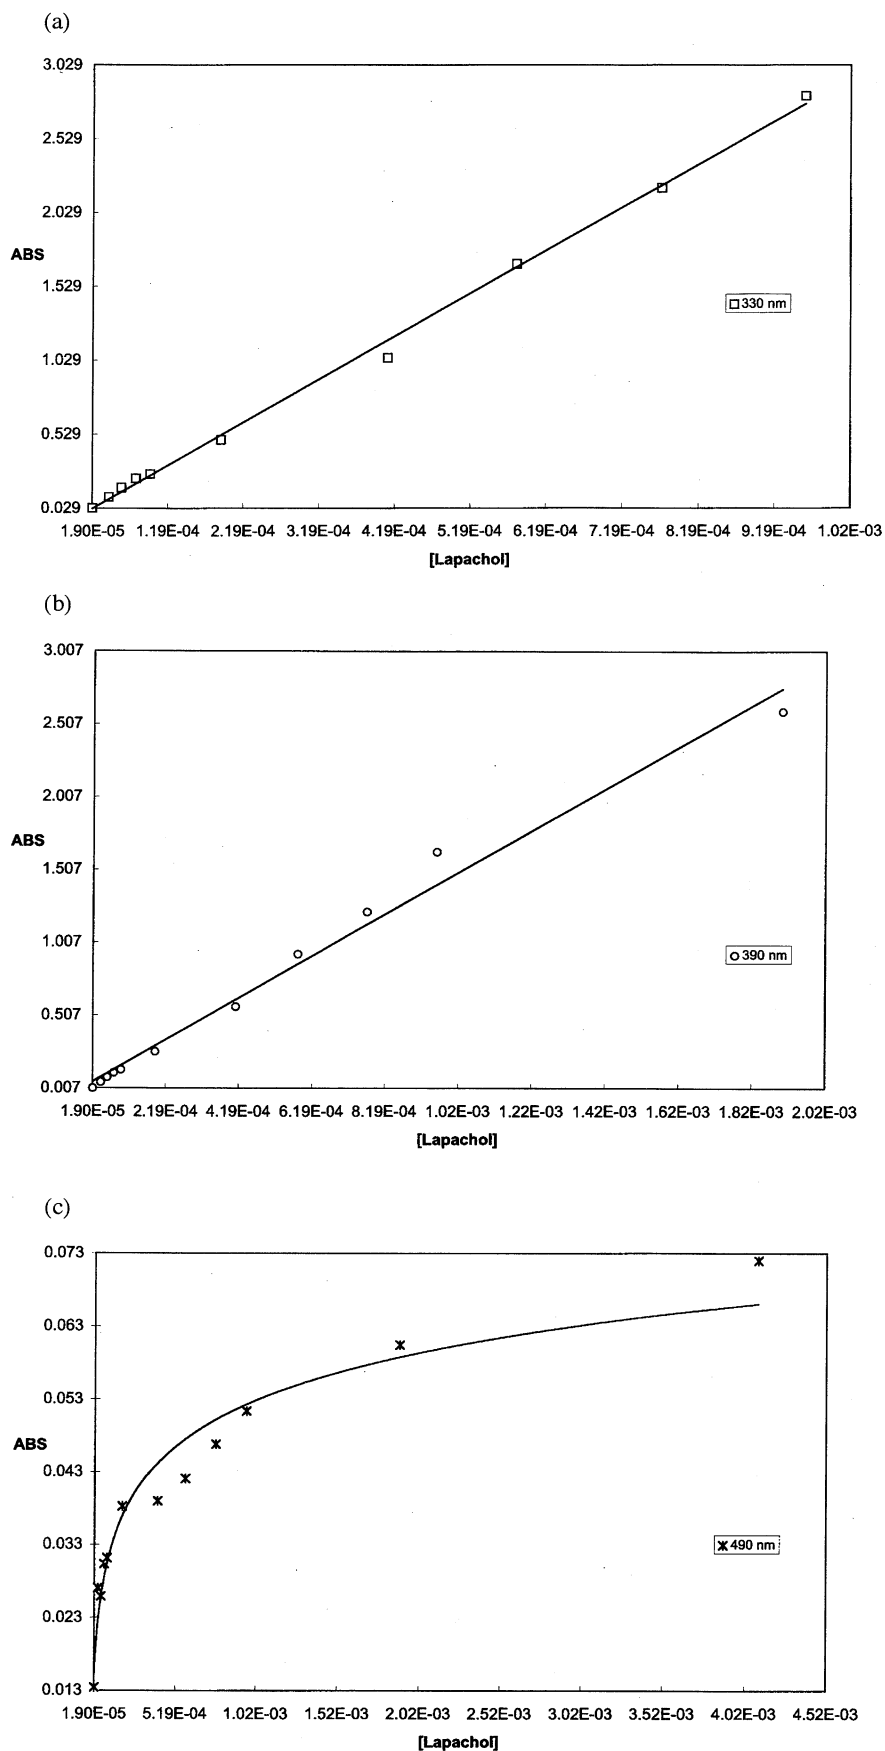 (a)
3.029
2.529
2.029
ABS
1.529
330 nm
1.029
0.529
0.029
1.90E-05 1.19E-04 2.19E-04 3.19E-04 4.19E-04 5.19E-04 6.19E-04 7.19E-04 8.19E-04 9.19E-04 1.02E-03
[Lapachol]
(b)
3.007
2.507
2.007
ABS
1.507
1.007
390 nm
0.507
0.007
1.90E-05 2.19E-04 4.19E-04 6.19E-04 8.19E-04 1.02E-03 1.22E-03 1.42E-03 1.62E-03 1.82E-03 2.02E-03
[Lapachol]
(c)
0.073
0.063
0.053
ABS
0.043
0.033
490 nm
0.023
0.013
1.90E-05 5.19E-04 1.02E-03 1.52E-03 2.02E-03 2.52E-03 3.02E-03 3.52E-03 4.02E-03 4.52E-03
[Lapachol]